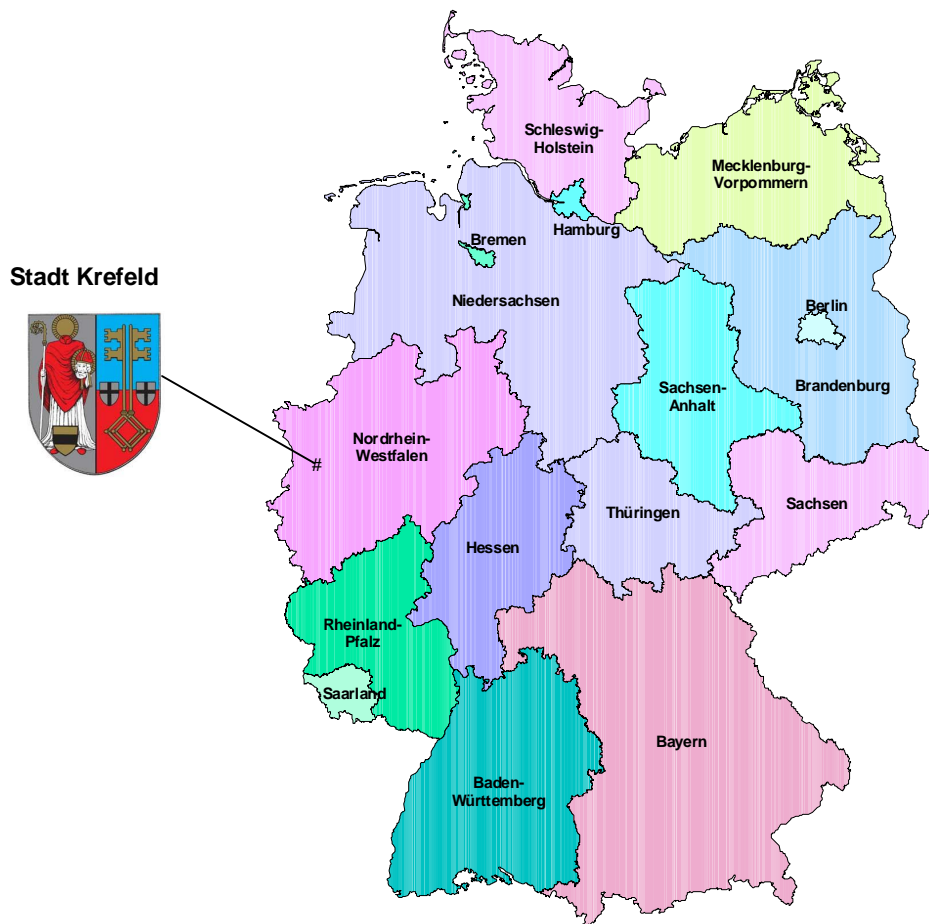 Schleswig-
Holstein
Mecklenburg-
Vorpommern
Hamburg
Bremen
Stadt Krefeld
Niedersachsen
Berlin
Sachsen-
Anhalt
Brandenburg
Nordrhein-
Westfalen
#
Sachsen
Thüringen
Hessen
Rheinland-
Pfalz
Saarland
Bayern
Baden-
Württemberg